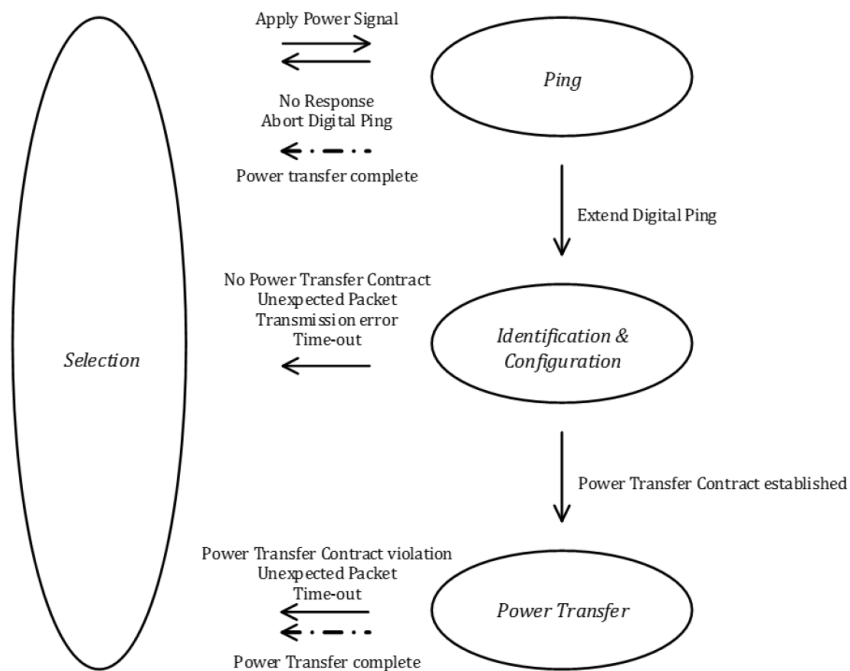 Apply Power Signal
Ping
No Response
Abort Digital Ping
Power transfer complete
Extend Digital Ping
No Power Transfer Contract
Unexpected Packet
Transmission error
Time-out
Identification &
Configuration
Selection
Power Transfer Contract established
Power Transfer Contract violation
Unexpected Packet
Time-out
Power Transfer
Power Transfer complete